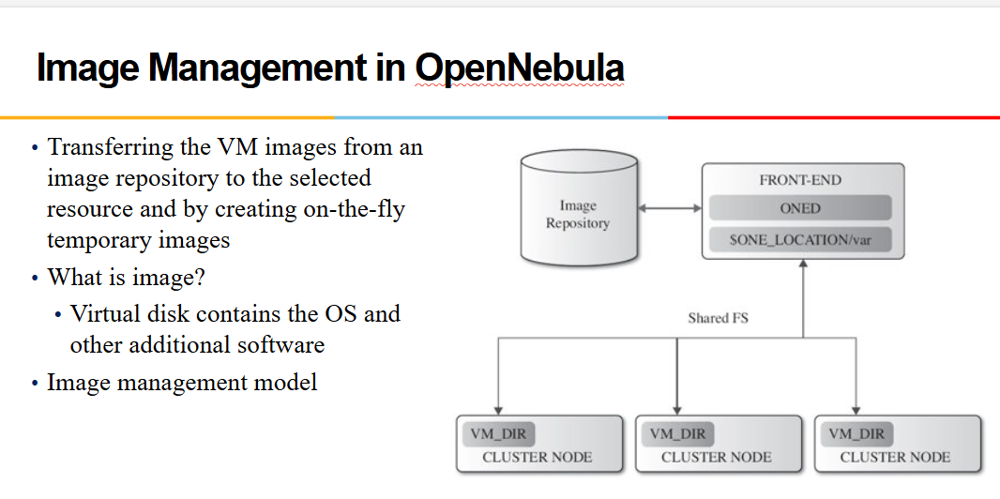 Image Management in OpenNebula
• Transferring the VM images from an
image repository to the selected
resource and by creating on-the-fly
temporary images
• What is image?
• Virtual disk contains the OS and
other additional software
• Image management model
Image
Repository
FRONT-END
ONED
$ONE_LOCATION/var
Shared FS
VM_DIR
CLUSTER NODE
VM_DIR
CLUSTER NODE
VM_DIR
CLUSTER NODE